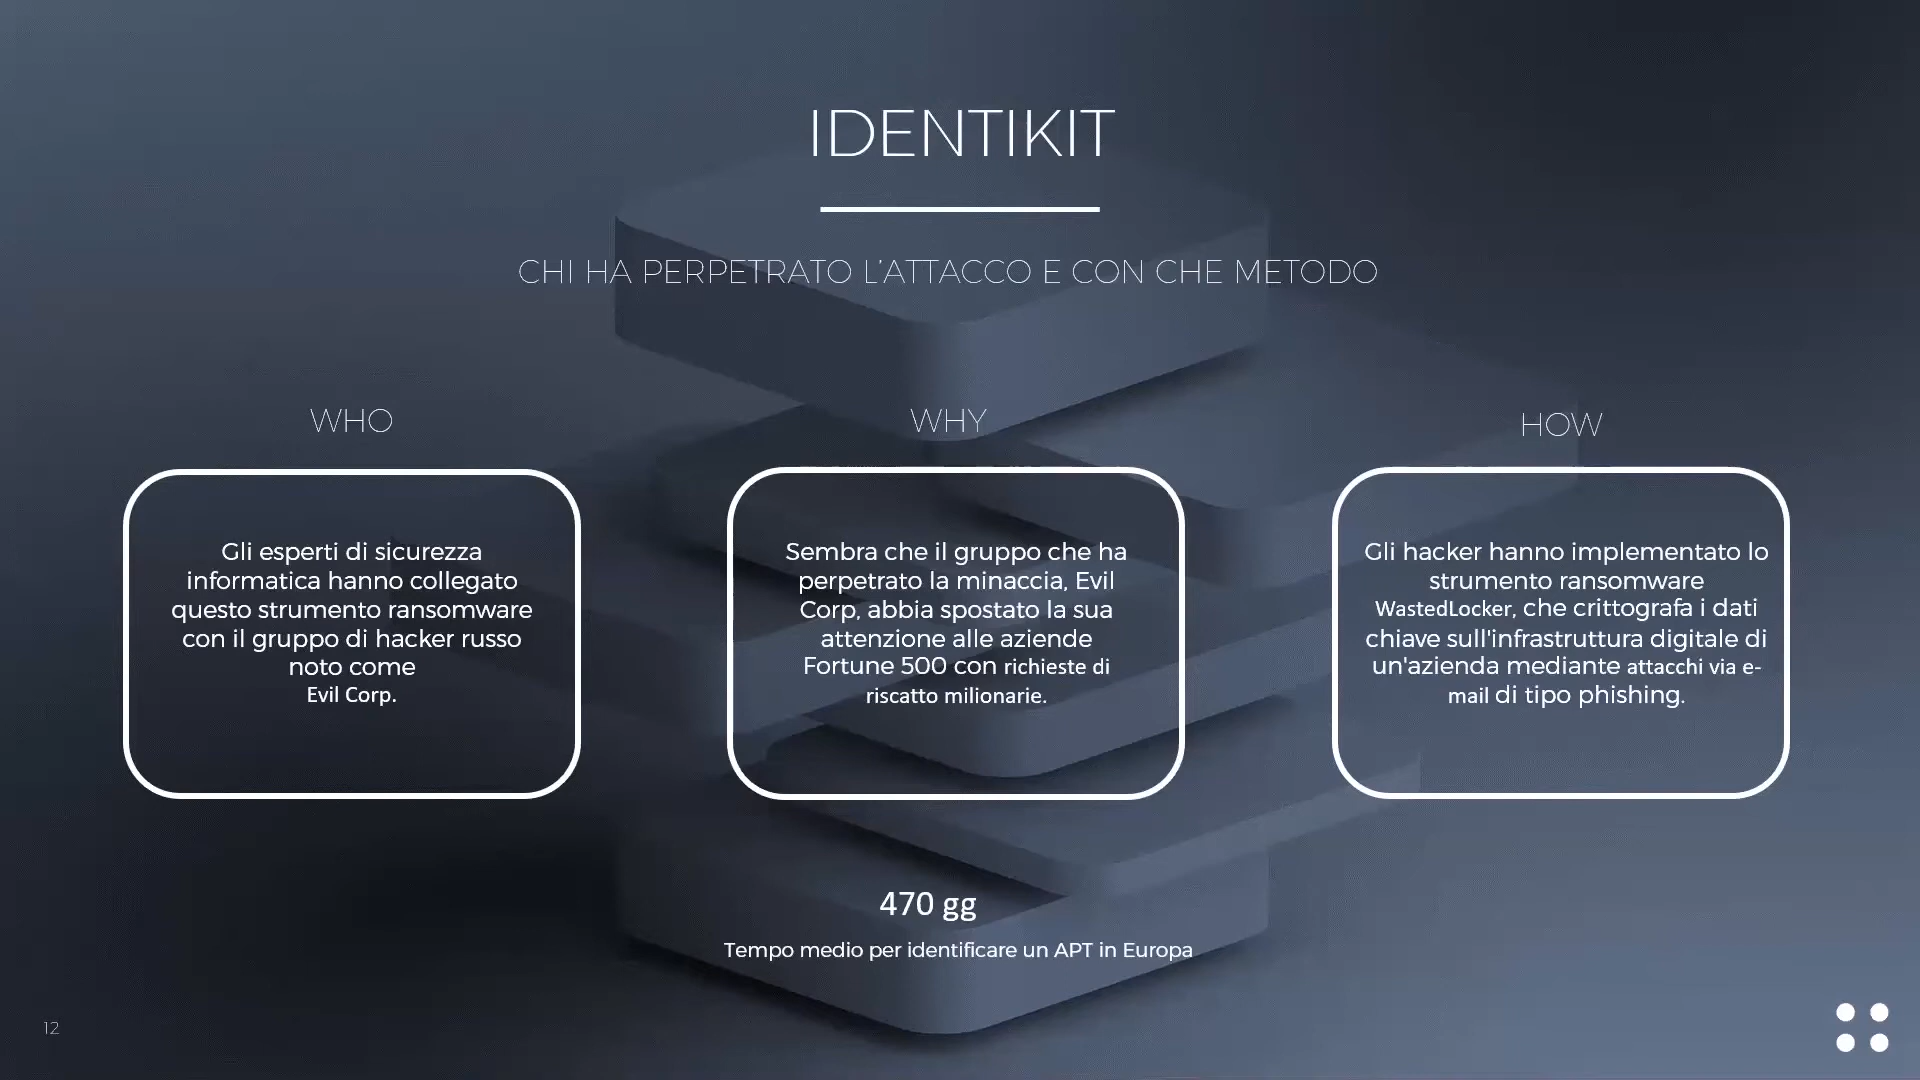 IDENTIKIT
CHI HA PERPETRATO L'ATTACCO E CON CHE METODO
WHO
Gli esperti di sicurezza
informatica hanno collegato
questo strumento ransomware
con il gruppo di hacker russo
noto come
Evil Corp.
WHY
Sembra che il gruppo che ha
perpetrato la minaccia, Evil
Corp, abbia spostato la sua
attenzione alle aziende
Fortune 500 con richieste di
riscatto milionarie.
HOW
Gli hacker hanno implementato lo
strumento ransomware
WastedLocker, che crittografa i dati
chiave sull'infrastruttura digitale di
un'azienda mediante attacchi via e-
mail di tipo phishing.
470 gg
Tempo medio per identificare un APT in Europa
12